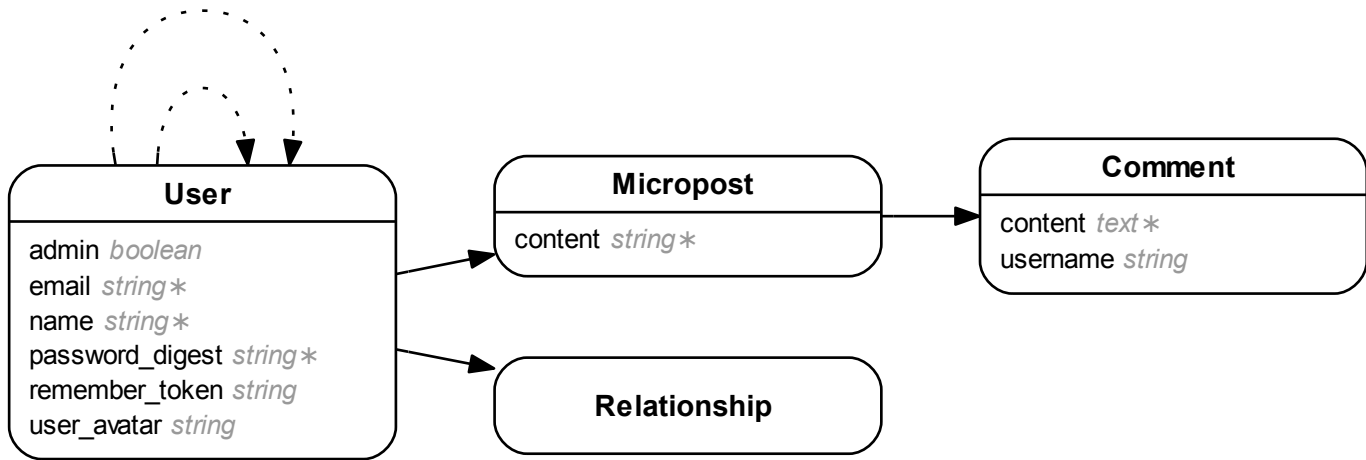 User
admin boolean
email string∗
name string∗
password_digest string∗
remember_token string
user_avatar string
Micropost
content string∗
Relationship
Comment
content text∗
username string